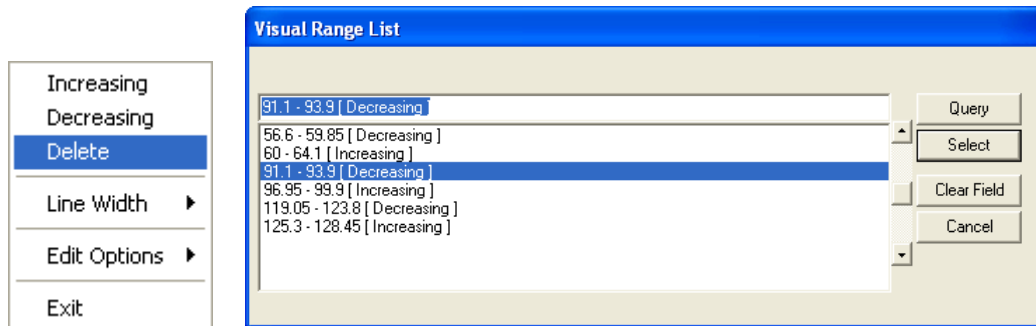 Increasing
Decreasing
Delete
Line Width
Edit Options
Exit
Visual Range List
91.1 - 93.9 [ Decreasing ]
56.6 - 59.85 [ Decreasing ]
60 - 64.1 [ Increasing ]
91.1 - 93.9 [ Decreasing ]
96.95 - 99.9 [ Increasing ]
119.05 - 123.8 [ Decreasing ]
125.3 - 128.45 [ Increasing ]
Query
Select
Clear Field
Cancel